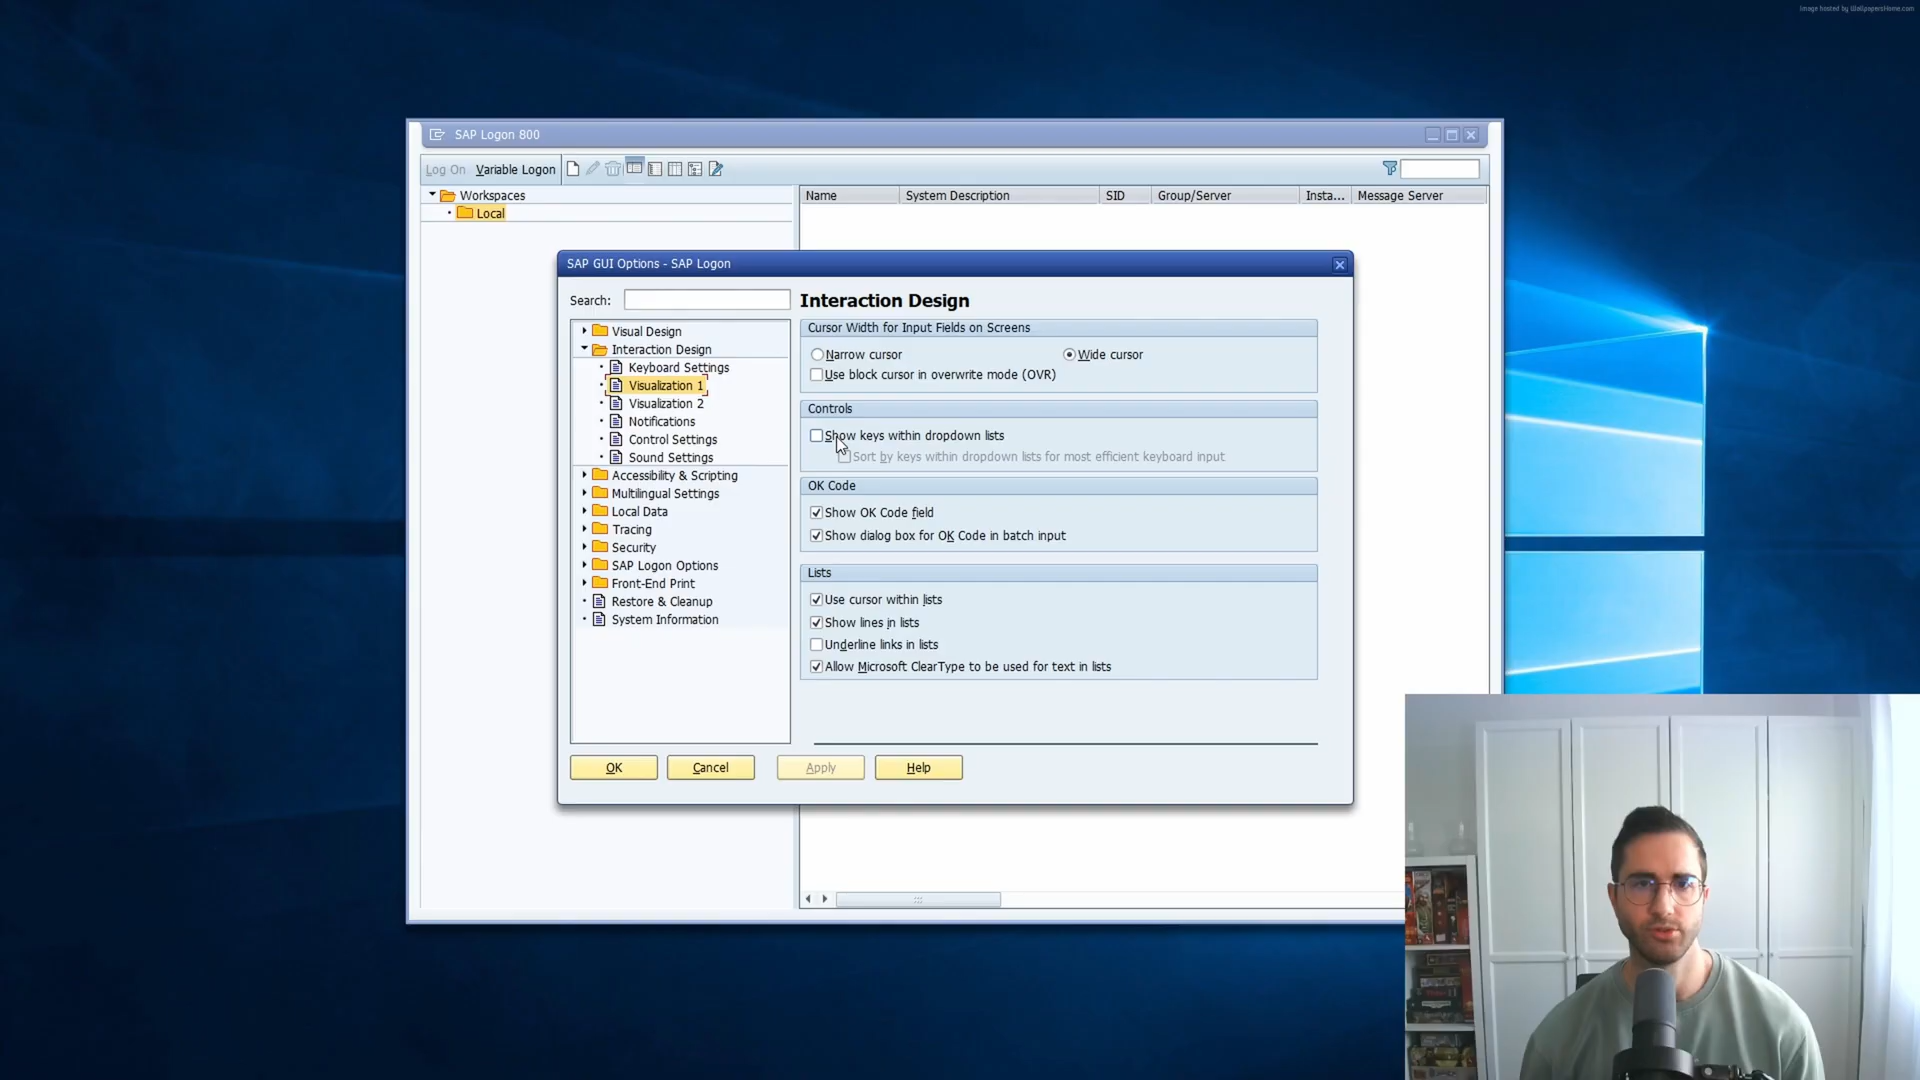 Image hosted by WallpapersHome.com
SAP Logon 800
Log On Variable Logon
Workspaces
Local
Name System Description SID Group/Server Insta... Message Server
SAP GUI Options - SAP Logon
Search:
Visual Design
Interaction Design
Keyboard Settings
Visualization 1
Visualization 2
Notifications
Control Settings
Sound Settings
Accessibility & Scripting
Multilingual Settings
Local Data
Tracing
Security
SAP Logon Options
Front-End Print
Restore & Cleanup
System Information
Interaction Design
Cursor Width for Input Fields on Screens
Narrow cursor Wide cursor
Use block cursor in overwrite mode (OVR)
Controls
Show keys within dropdown lists
Sort by keys within dropdown lists for most efficient keyboard input
OK Code
Show OK Code field
Show dialog box for OK Code in batch input
Lists
Use cursor within lists
Show lines in lists
Underline links in lists
Allow Microsoft ClearType to be used for text in lists
OK Cancel Apply Help